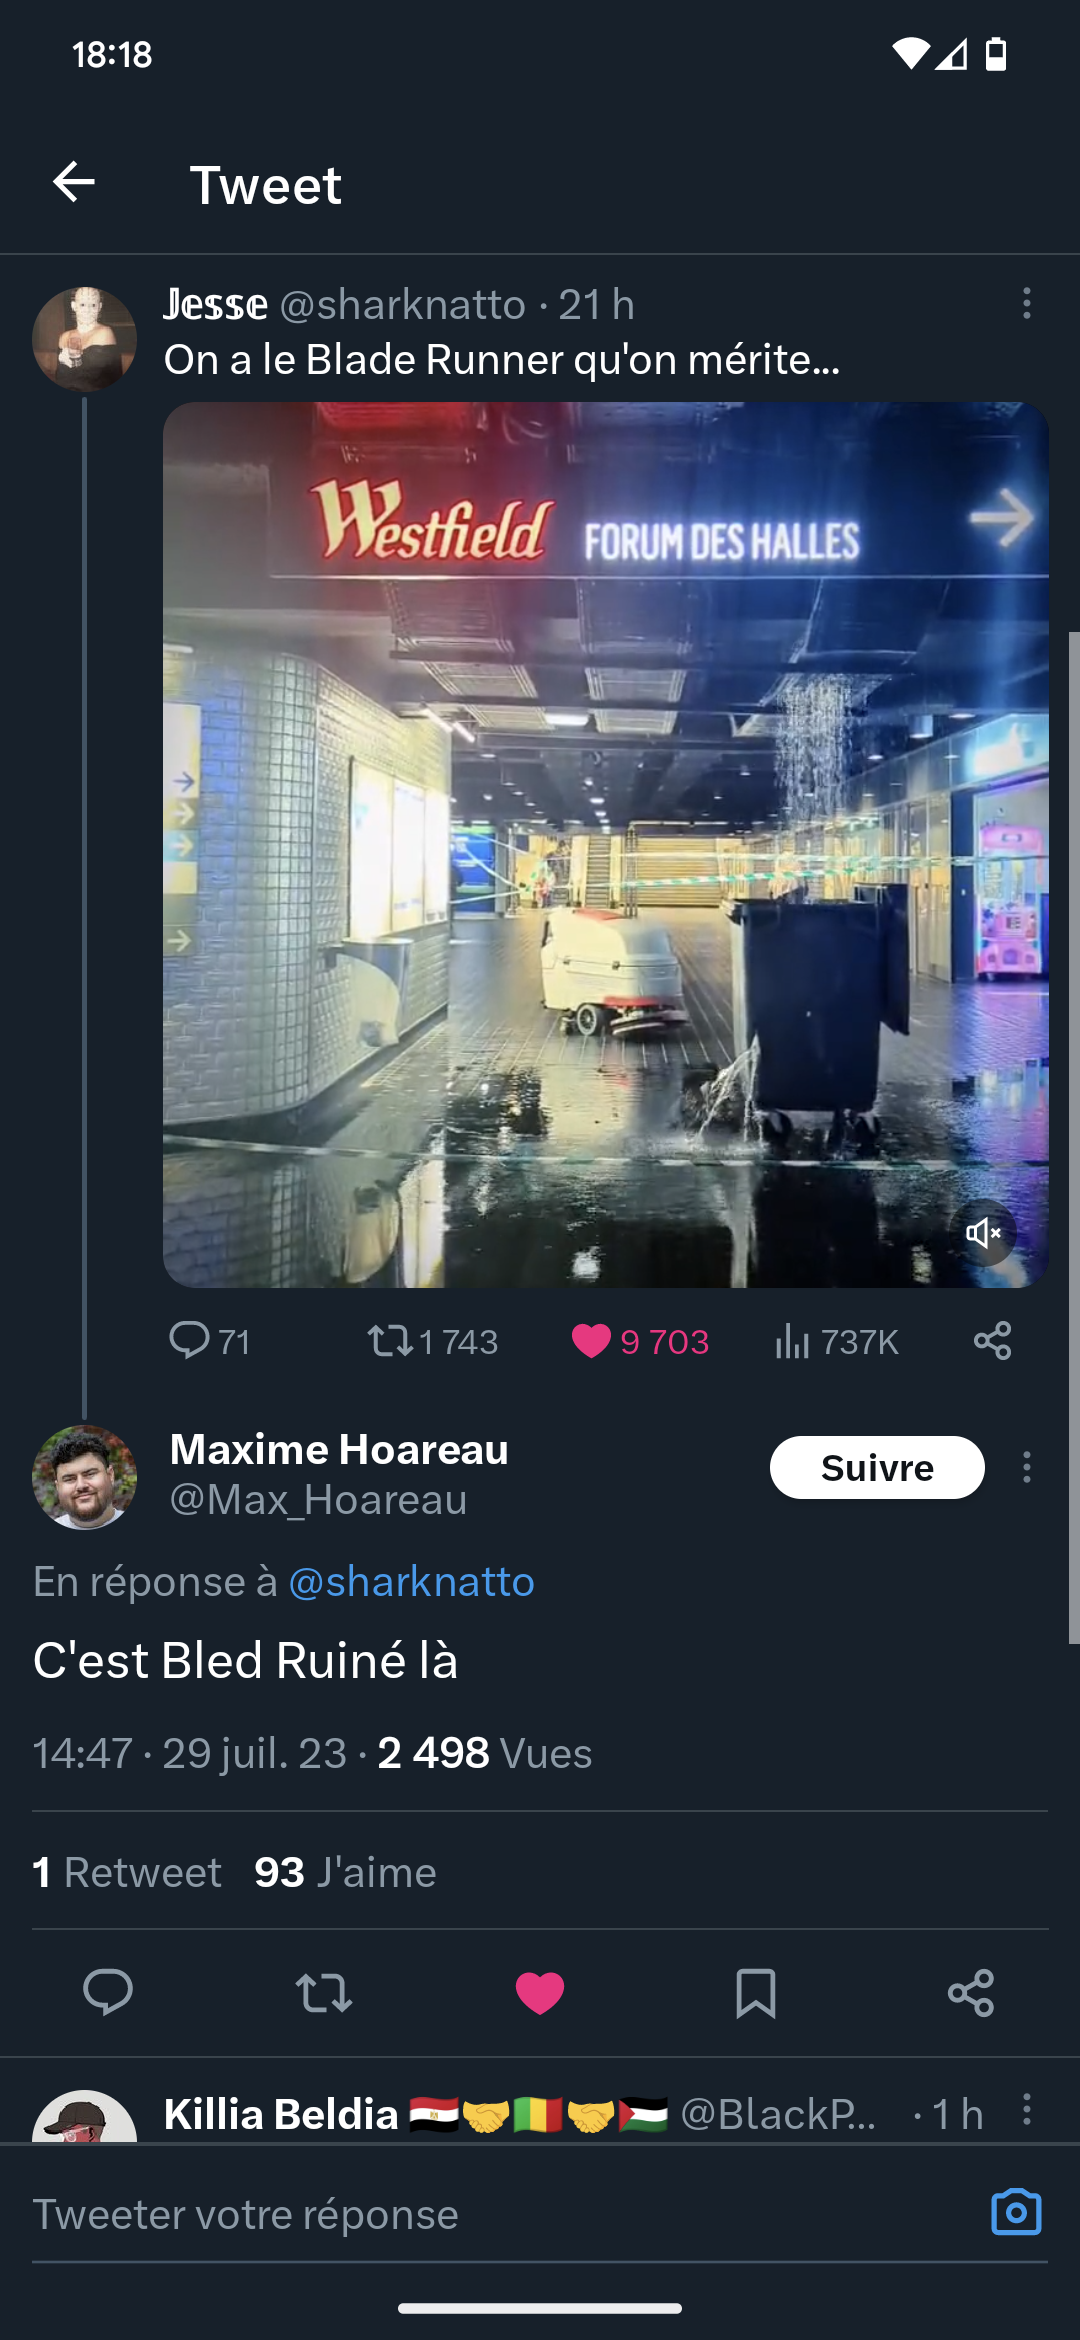 18:18
Tweet
Jesse @sharknatto · 21 h
On a le Blade Runner qu'on mérite...
Westfield FORUM DES HALLES
71 1 743 9 703 737K
Maxime Hoareau
@Max_Hoareau
Suivre
En réponse à @sharknatto
C'est Bled Ruiné là
14:47 · 29 juil. 23 · 2 498 Vues
1 Retweet 93 J'aime
Killia Beldia 🇪🇬🤝🇲🇱🤝🇵🇸 @BlackP... · 1 h
Tweeter votre réponse